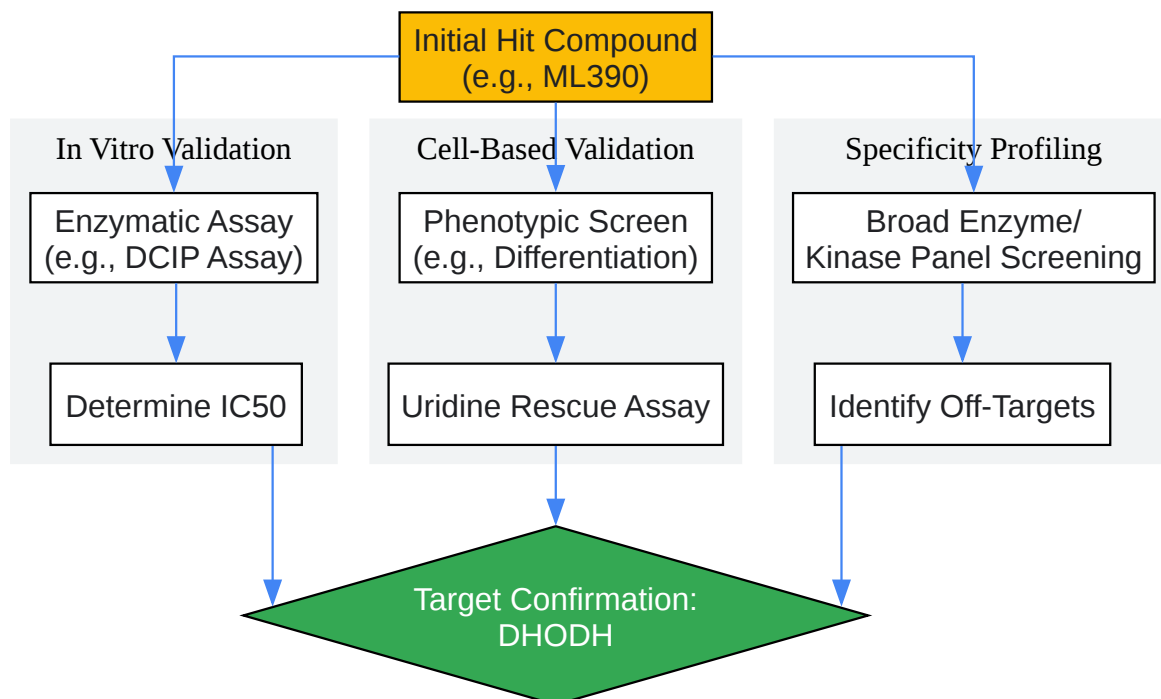 Initial Hit Compound
(e.g., ML390)
In Vitro Validation
Cell-Based Validation
Specificity Profiling
Enzymatic Assay
(e.g., DCIP Assay)
Phenotypic Screen
(e.g., Differentiation)
Broad Enzyme/
Kinase Panel Screening
Determine IC50
Uridine Rescue Assay
Identify Off-Targets
Target Confirmation:
DHODH